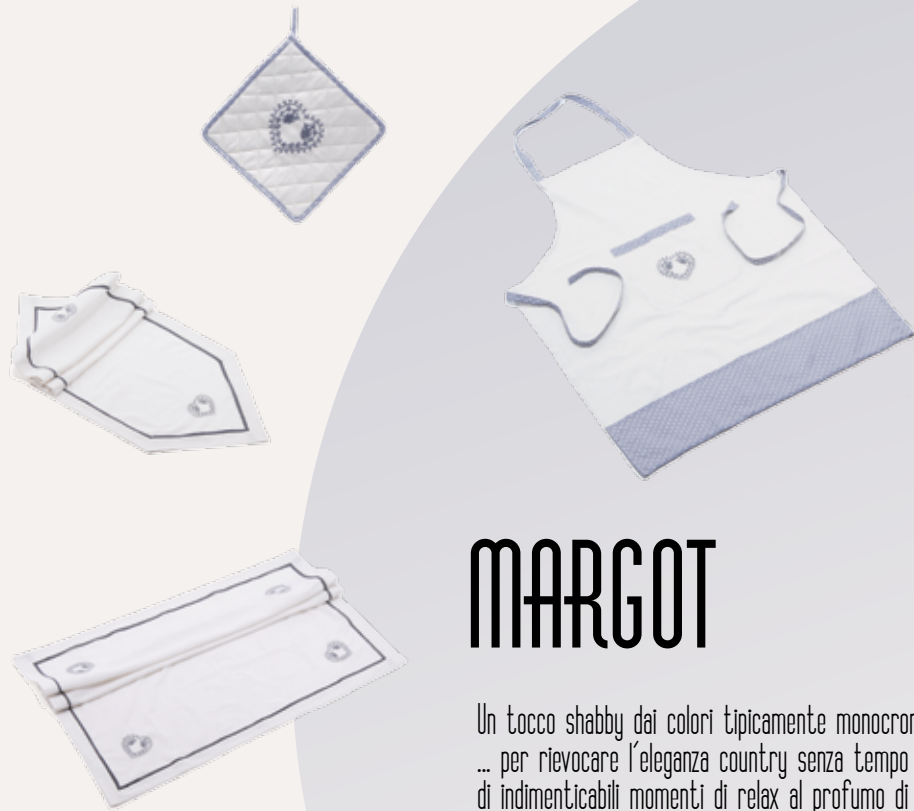 MARGOT
Un tocco shabby dai colori tipicamente
... per rievocare l'eleganza country senza tempo
di indimenticabili momenti di relax al profumo di